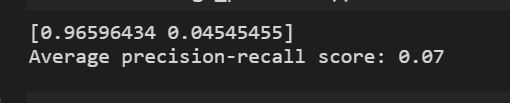 [0.96596434 0.04545455]
Average precision-recall score: 0.07